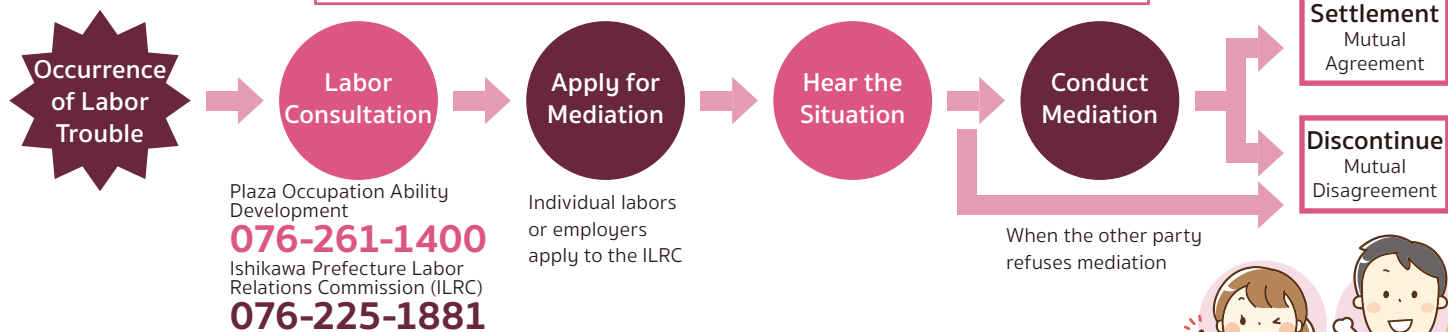 Occurrence
of Labor
Trouble
Labor
Consultation
Plaza Occupation Ability
Development
076-261-1400
Ishikawa Prefecture Labor
Relations Commission (ILRC)
076-225-1881
Apply for
Mediation
Individual labors
or employers
apply to the ILRC
Hear the
Situation
Conduct
Mediation
When the other party
refuses mediation
Settlement
Mutual
Agreement
Discontinue
Mutual
Disagreement